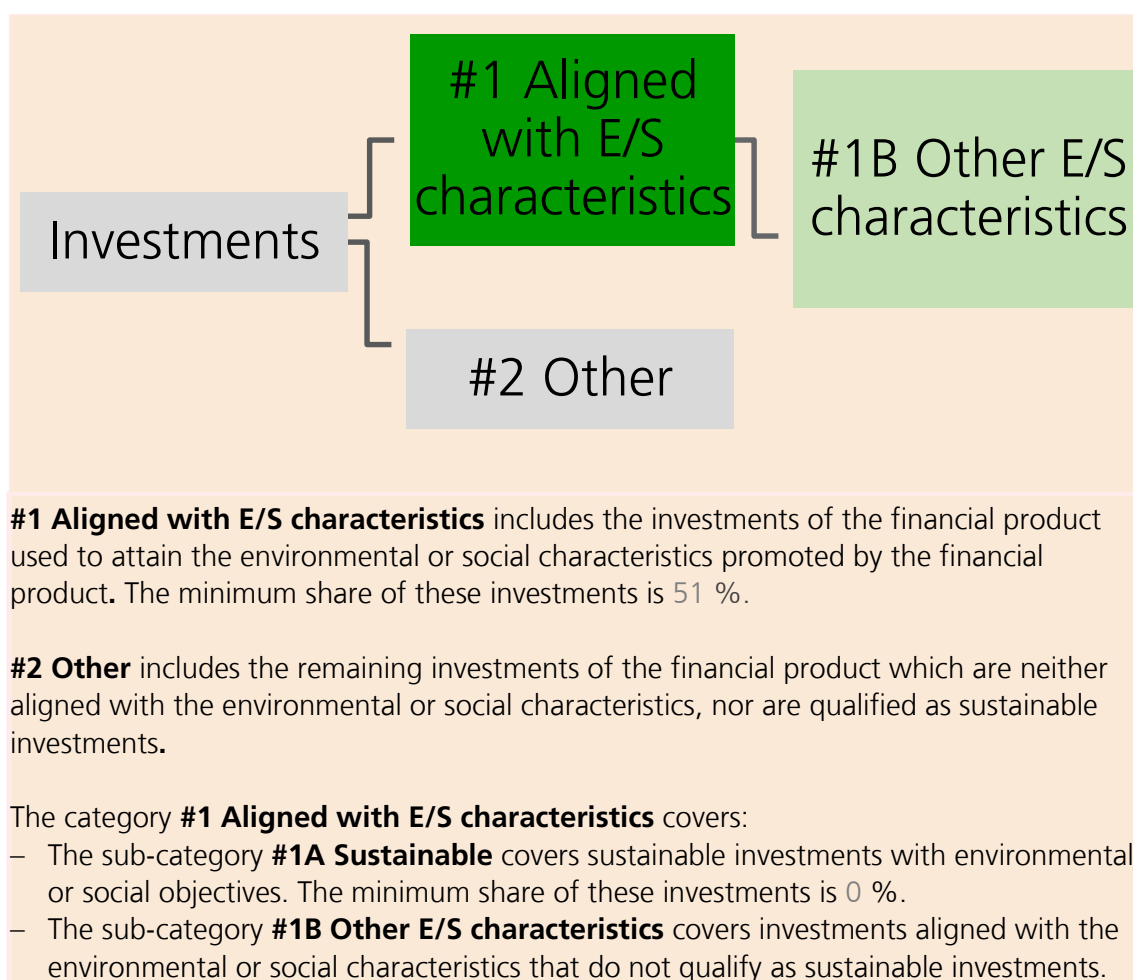 #1 Aligned
with E/S
characteristics
#1B Other E/S
characteristics
Investments
#2 Other
#1 Aligned with E/S characteristics includes the investments of the financial product
used to attain the environmental or social characteristics promoted by the financial
product. The minimum share of these investments is 51 %.
#2 Other includes the remaining investments of the financial product which are neither
aligned with the environmental or social characteristics, nor are qualified as sustainable
investments.
The category #1 Aligned with E/S characteristics covers:
– The sub-category #1A Sustainable covers sustainable investments with environmental
or social objectives. The minimum share of these investments is 0 %.
– The sub-category #1B Other E/S characteristics covers investments aligned with the
environmental or social characteristics that do not qualify as sustainable investments.